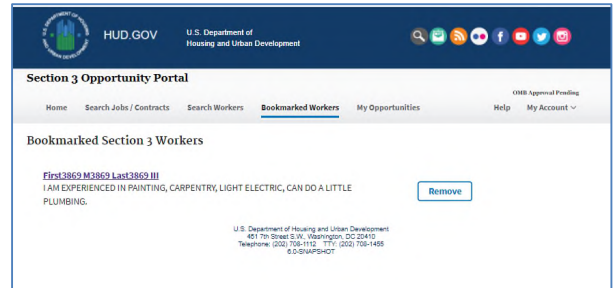 HUD.GOV
U.S. Department of
Housing and Urban Development
Section 3 Opportunity Portal
OMB Approval Pending
Home Search Jobs / Contracts Search Workers Bookmarked Workers My Opportunities Help My Account
Bookmarked Section 3 Workers
First3869 M3869 Last3869 III
I AM EXPERIENCED IN PAINTING, CARPENTRY, LIGHT ELECTRIC, CAN DO A LITTLE
PLUMBING.
Remove
U.S. Department of Housing and Urban Development
451 7th Street S.W., Washington, DC 20410
Telephone: (202) 708-1112 TTY: (202) 708-1455
6.0-SNAPSHOT